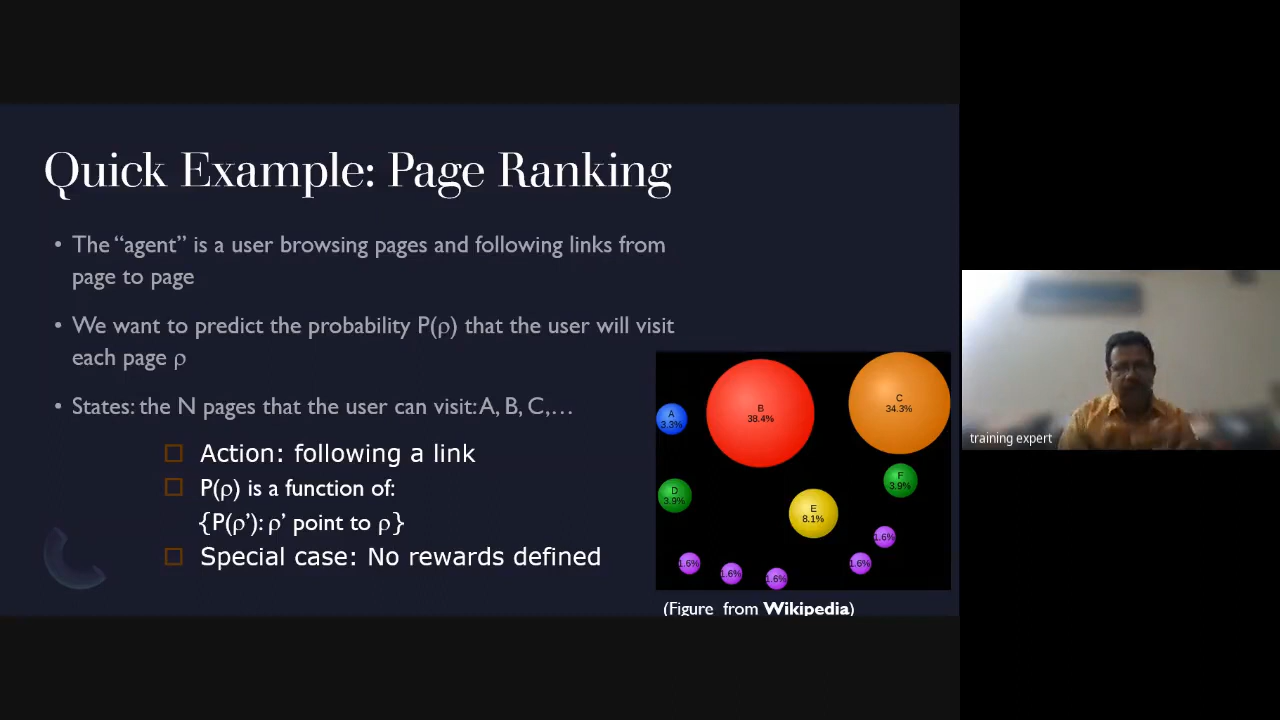 Quick Example: Page Ranking
• The “agent” is a user browsing pages and following links from
page to page
• We want to predict the probability P(ρ) that the user will visit
each page ρ
• States: the N pages that the user can visit: A, B, C,…
Action: following a link
P(ρ) is a function of:
{P(ρ’): ρ’ point to ρ}
Special case: No rewards defined
A
3.3%
B
38.4%
C
34.3%
D
3.9%
E
8.1%
F
3.9%
1.6%
1.6%
1.6%
1.6%
1.6%
(Figure from Wikipedia)
training expert